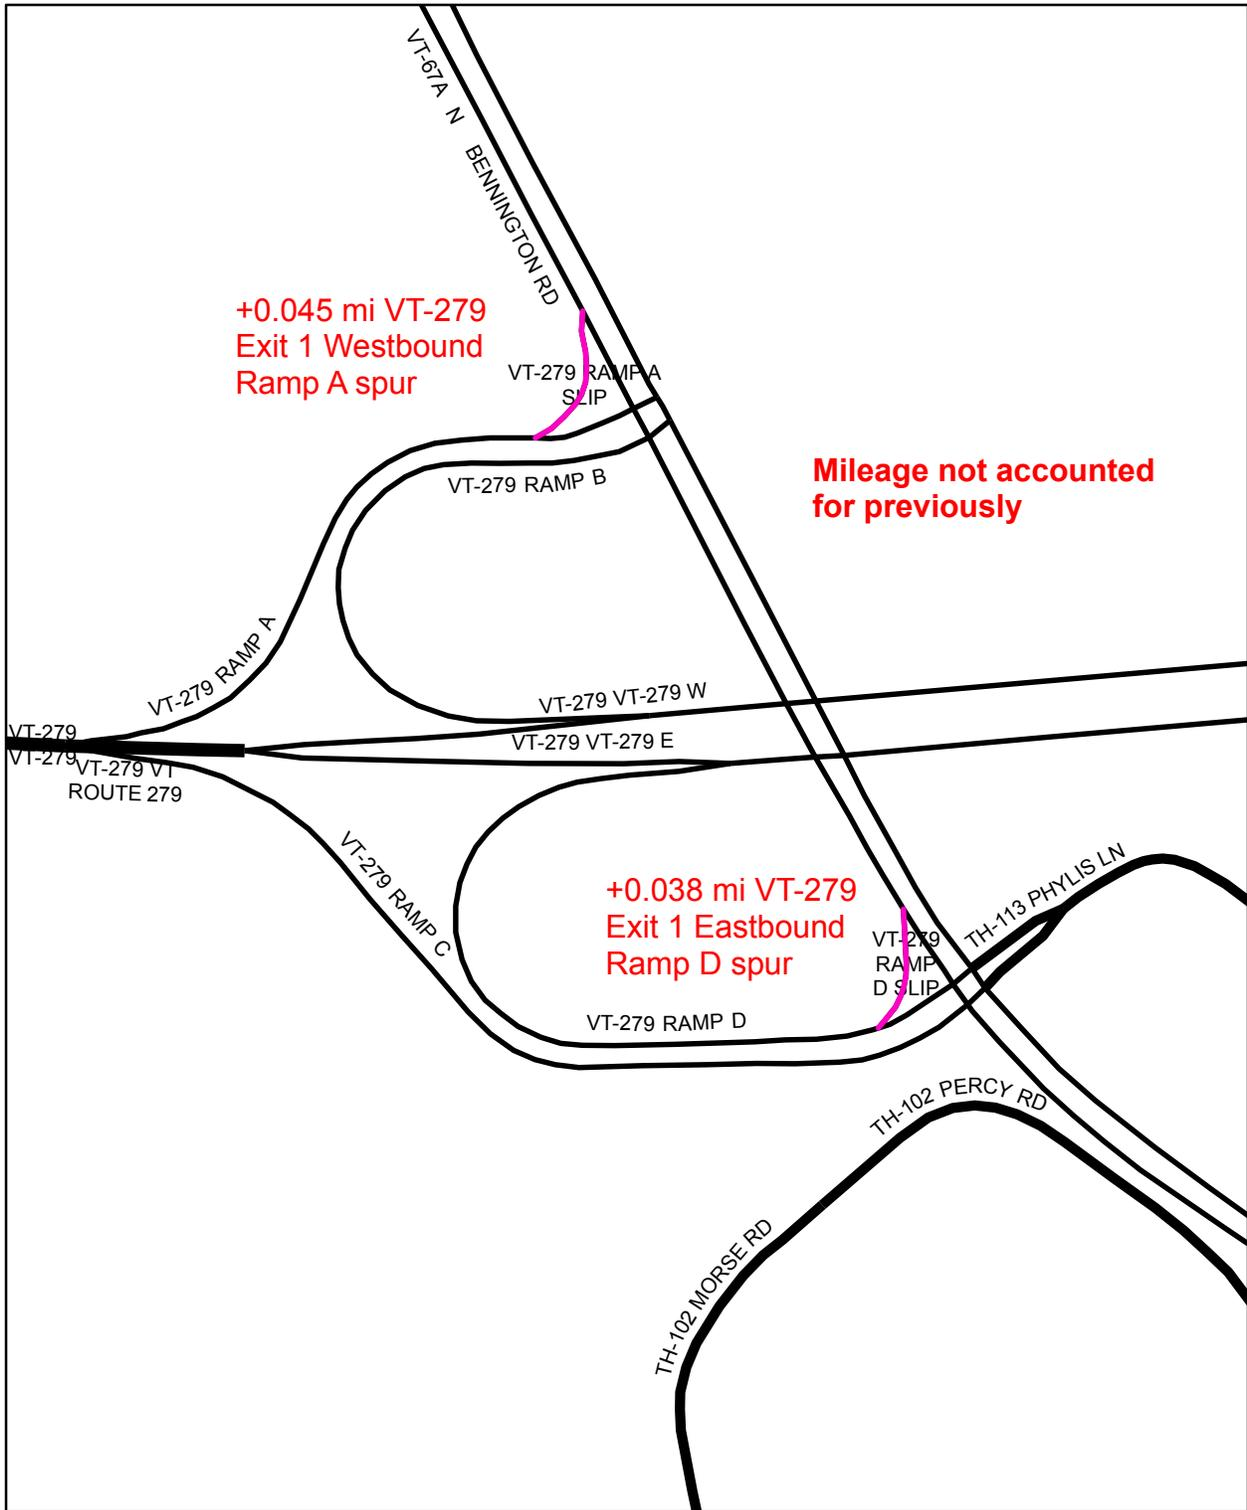 VT-67A N BENNINGTON RD
+0.045 mi VT-279
Exit 1 Westbound
Ramp A spur
VT-279 RAMP A
SLIP
VT-279 RAMP B
Mileage not accounted
for previously
VT-279 RAMP A
VT-279 VT-279 W
VT-279
VT-279 VT-279 E
VT-279
VT-279 VT
ROUTE 279
VT-279 RAMP C
+0.038 mi VT-279
Exit 1 Eastbound
Ramp D spur
TH-113 PHYLIS LN
VT-279
RAMP
D SLIP
VT-279 RAMP D
TH-102 PERCY RD
TH-102 MORSE RD